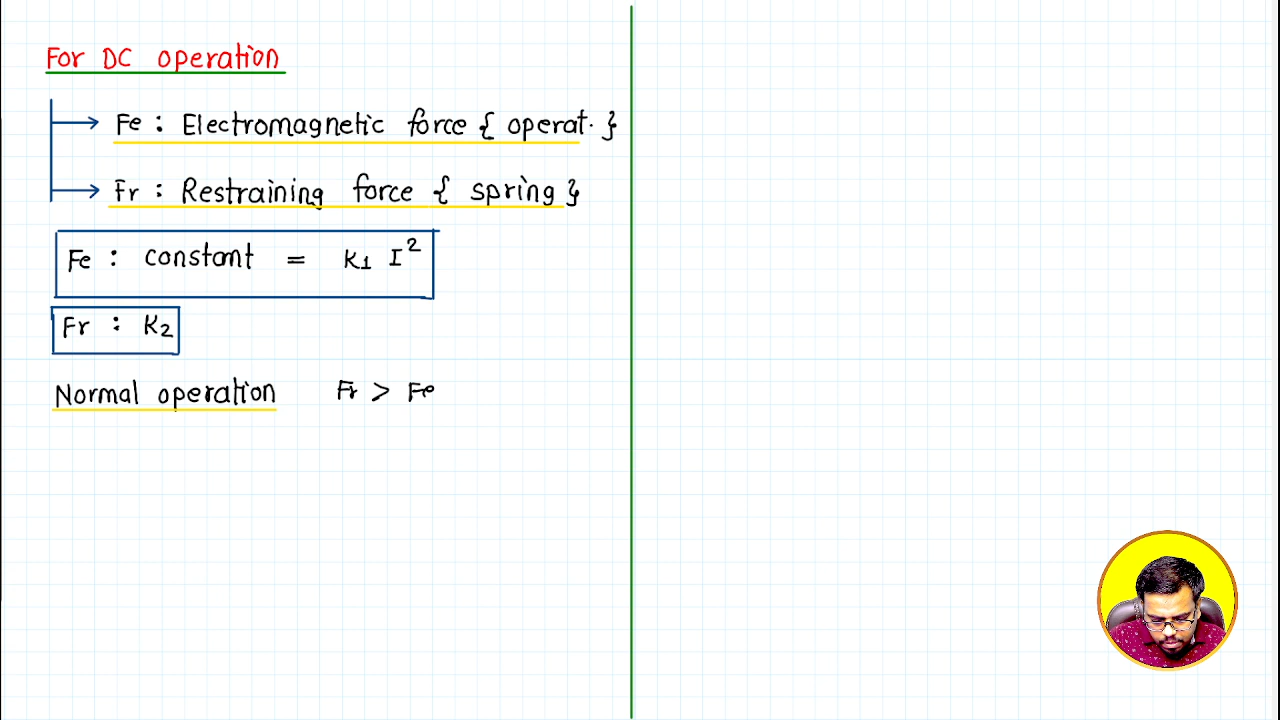 For DC operation
Fe : Electromagnetic force { operat. }
Fr : Restraining force { spring }
Fe : constant = K1 I²
Fr : K2
Normal operation Fr > Fe